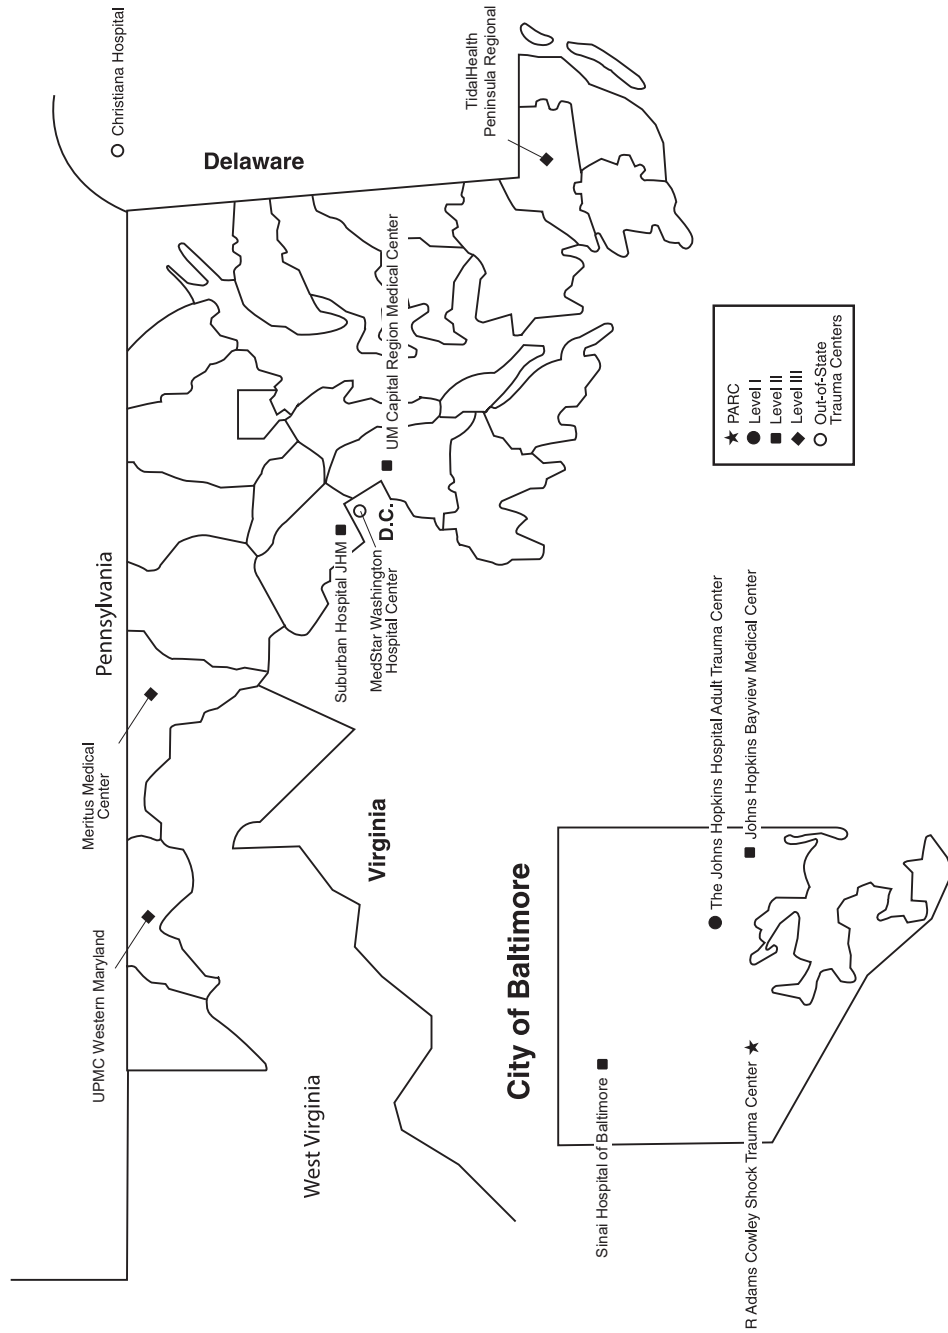 Pennsylvania
Meritus Medical
Center
UPMC Western Maryland
Christiana Hospital
Delaware
TidalHealth
Peninsula Regional
UM Capital Region Medical Center
Suburban Hospital JHM
MedStar Washington
Hospital Center
D.C.
Virginia
West Virginia
City of Baltimore
Sinai Hospital of Baltimore
The Johns Hopkins Hospital Adult Trauma Center
Johns Hopkins Bayview Medical Center
R Adams Cowley Shock Trauma Center
PARC
Level I
Level II
Level III
Out-of-State
Trauma Centers